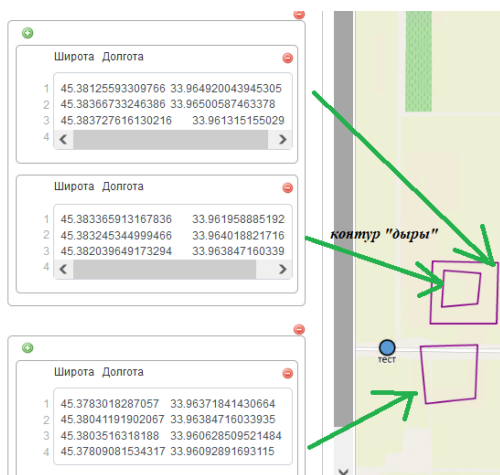 Широта Долгота
1 45.38125593309766 33.964920043945305
2 45.38366733246386 33.96500587463378
3 45.383727616130216 33.961315155029
4
Широта Долгота
1 45.383365913167836 33.961958885192
2 45.383245344999466 33.964018821716
3 45.382039649173294 33.963847160339
4
контур "дыры"
тест
Широта Долгота
1 45.3783018287057 33.96371841430664
2 45.38041191902067 33.96384716033935
3 45.3803516318188 33.960628509521484
4 45.37809081534317 33.96092891693115